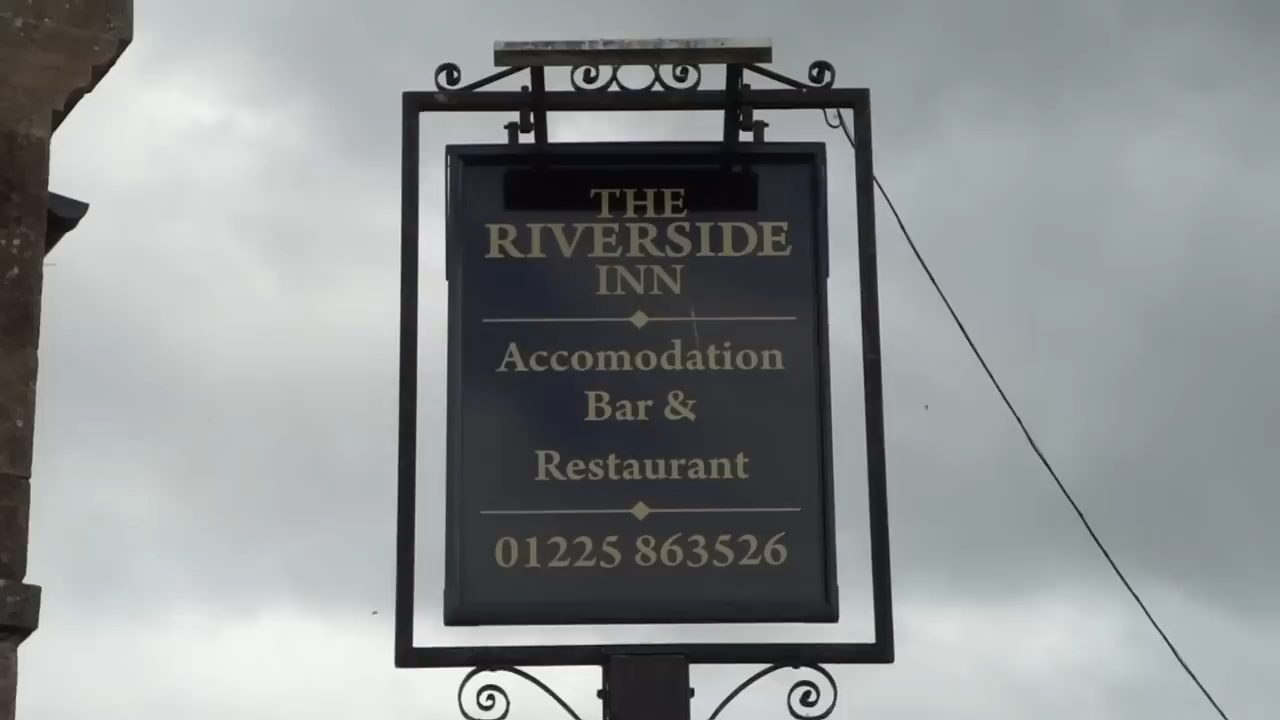 THE
RIVERSIDE
INN
Accomodation
Bar &
Restaurant
01225 863526